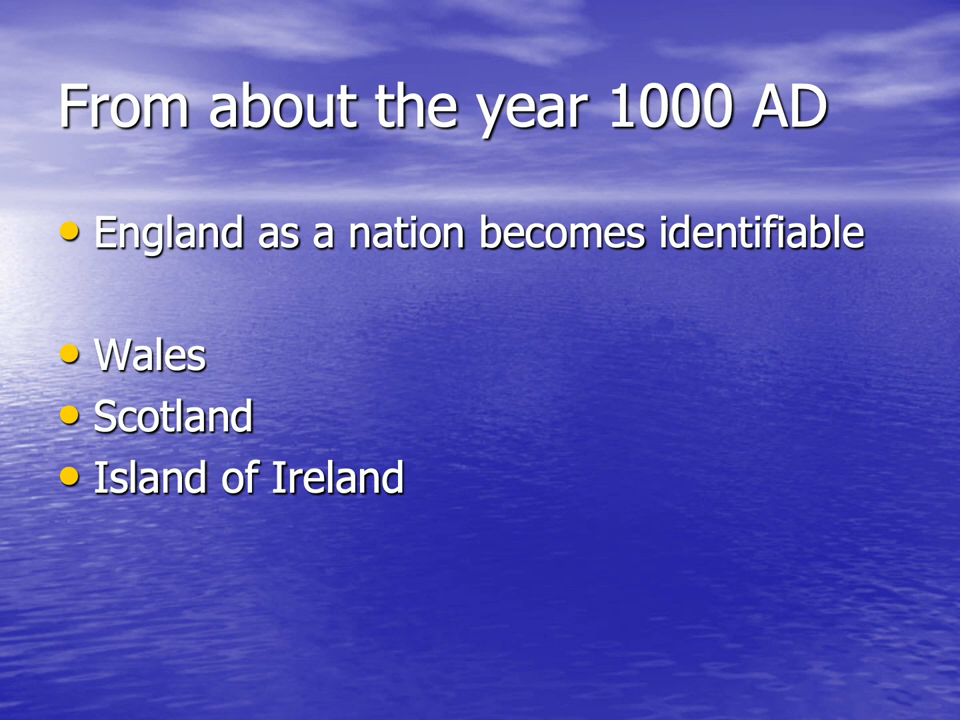 From about the year 1000 AD
• England as a nation becomes identifiable
• Wales
• Scotland
• Island of Ireland